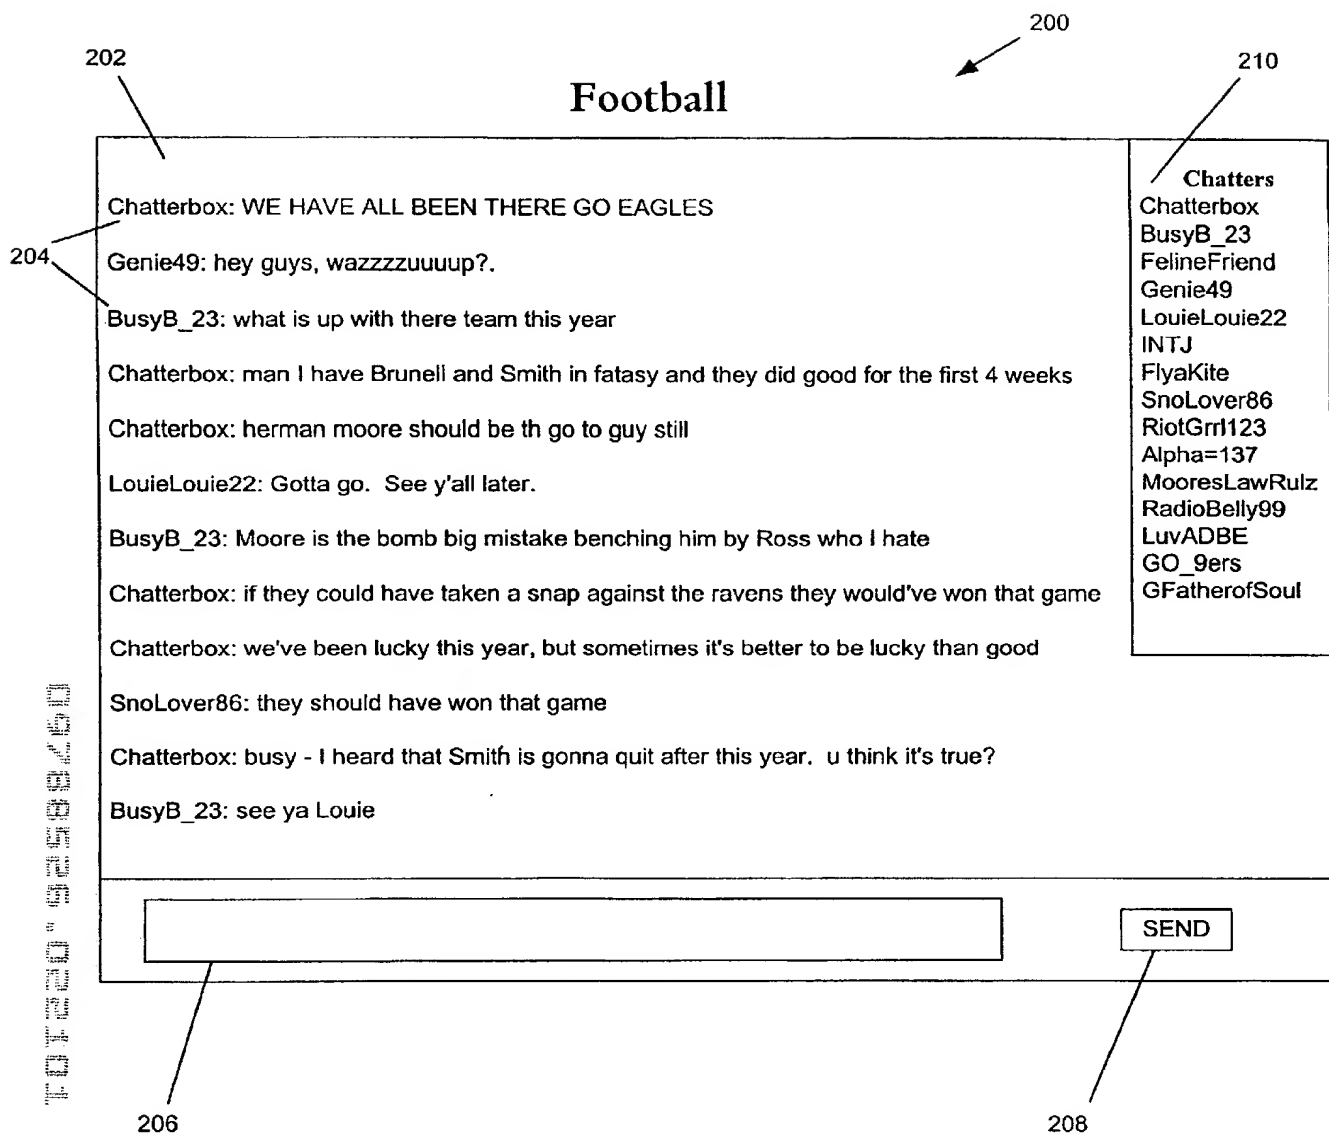 200
202
210
Football
Chatterbox: WE HAVE ALL BEEN THERE GO EAGLES
204
Genie49: hey guys, wazzzzuuuup?.
BusyB_23: what is up with there team this year
Chatterbox: man I have Brunell and Smith in fatasy and they did good for the first 4 weeks
Chatterbox: herman moore should be th go to guy still
LouieLouie22: Gotta go.  See y'all later.
BusyB_23: Moore is the bomb big mistake benching him by Ross who I hate
Chatterbox: if they could have taken a snap against the ravens they would've won that game
Chatterbox: we've been lucky this year, but sometimes it's better to be lucky than good
SnoLover86: they should have won that game
Chatterbox: busy - I heard that Smith is gonna quit after this year.  u think it's true?
BusyB_23: see ya Louie
Chatters
Chatterbox
BusyB_23
FelineFriend
Genie49
LouieLouie22
INTJ
FlyaKite
SnoLover86
RiotGrrl123
Alpha=137
MooresLawRulz
RadioBelly99
LuvADBE
GO_9ers
GFatherofSoul
SEND
206
208
09788526.022101